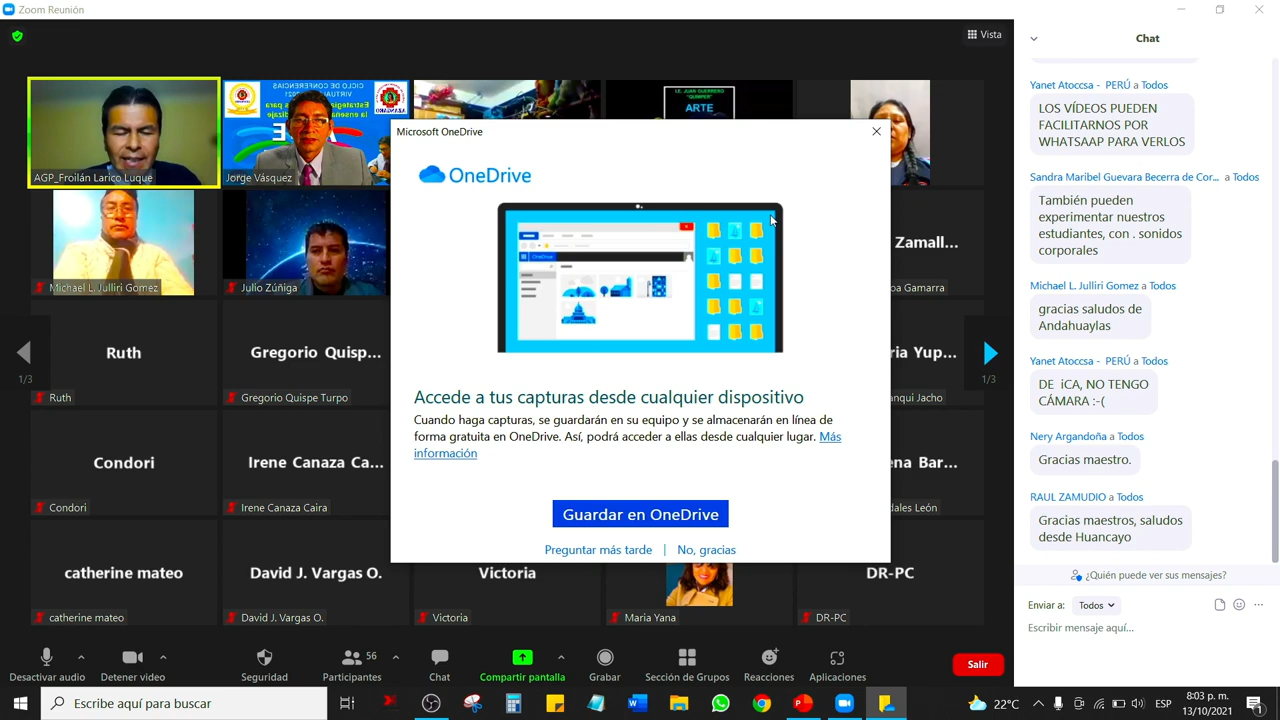 Zoom Reunión
Vista
I.E. JUAN GUERRERO
"QUIMPER"
ARTE
CICLO DE CONFERENCIAS
AGP_Froilán Larico Luque
Jorge Vásquez
Michael L. Julliri Gomez
Julio Zúñiga
Zamall...
oa Gamarra
Microsoft OneDrive
OneDrive
OneDrive
Accede a tus capturas desde cualquier dispositivo
Cuando haga capturas, se guardarán en su equipo y se almacenarán en línea de
forma gratuita en OneDrive. Así, podrá acceder a ellas desde cualquier lugar. Más
información
Guardar en OneDrive
Preguntar más tarde | No, gracias
1/3
Ruth
Ruth
Gregorio Quisp...
Gregorio Quispe Turpo
ia Yup...
anqui Jacho
1/3
Condori
Condori
Irene Canaza Ca...
Irene Canaza Caira
na Bar...
dales León
catherine mateo
catherine mateo
David J. Vargas O.
David J. Vargas O.
Victoria
Victoria
Maria Yana
DR-PC
DR-PC
Desactivar audio
Detener video
Seguridad
56
Participantes
Chat
Compartir pantalla
Grabar
Sección de Grupos
Reacciones
Aplicaciones
Salir
Chat
Yanet Atoccsa - PERÚ a Todos
LOS VÍDEOS PUEDEN
FACILITARNOS POR
WHATSAAP PARA VERLOS
Sandra Maribel Guevara Becerra de Cor... a Todos
También pueden
experimentar nuestros
estudiantes, con . sonidos
corporales
Michael L. Julliri Gomez a Todos
gracias saludos de
Andahuaylas
Yanet Atoccsa - PERÚ a Todos
DE iCA, NO TENGO
CÁMARA :-(
Nery Argandoña a Todos
Gracias maestro.
RAUL ZAMUDIO a Todos
Gracias maestros, saludos
desde Huancayo
¿Quién puede ver sus mensajes?
Enviar a: Todos
Escribir mensaje aquí...
Escribe aquí para buscar
22°C
ESP
8:03 p. m.
13/10/2021
1